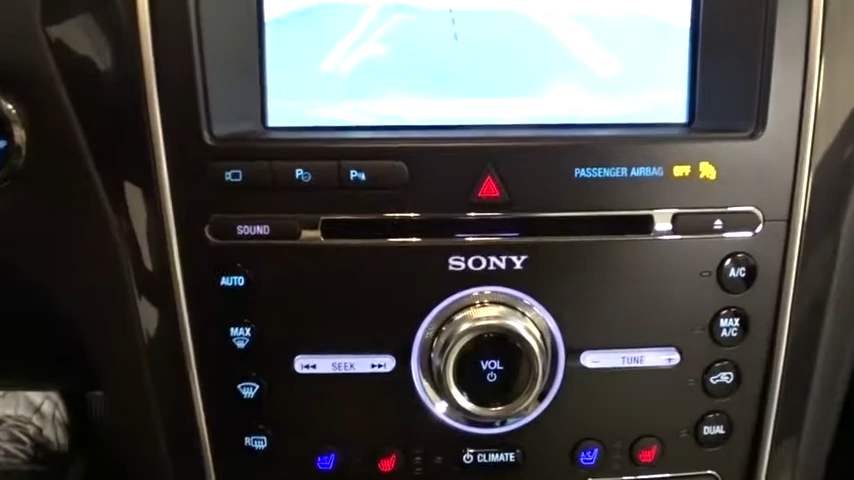 P P
PASSENGER AIRBAG OFF
SOUND
SONY
AUTO
A/C
MAX
MAX A/C
VOL
SEEK
− TUNE +
R
DUAL
A/C
CLIMATE
A/C